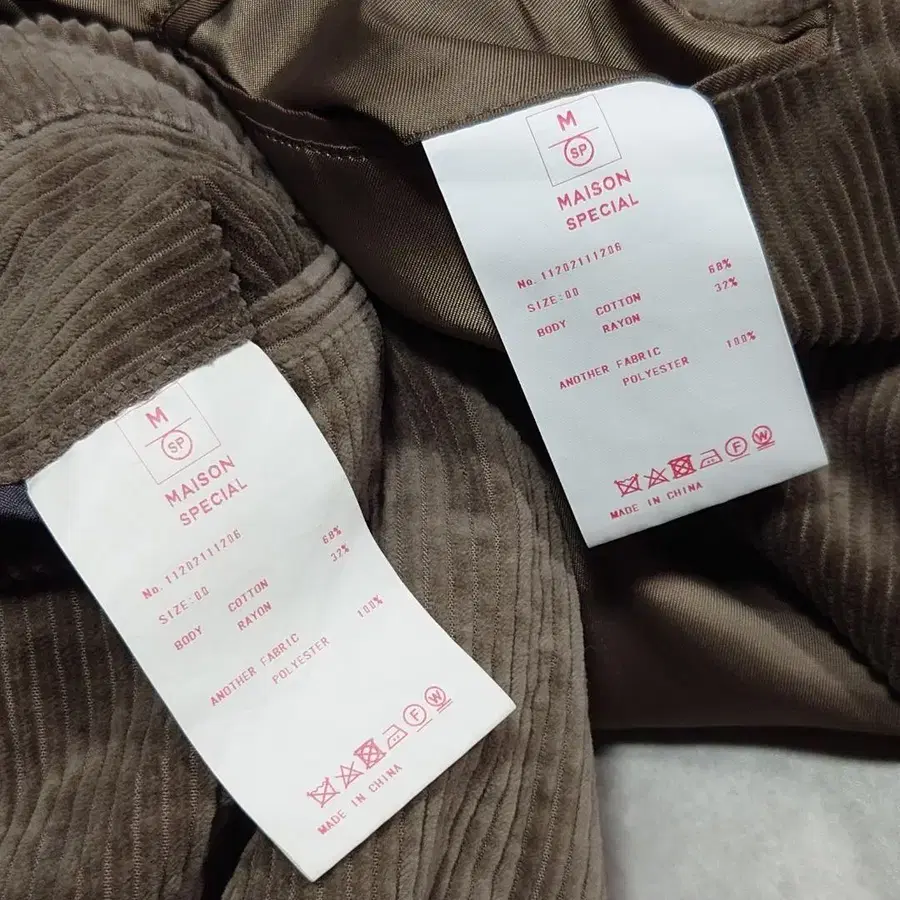 M
SP
MAISON
SPECIAL
No. 11202111206
SIZE:00
BODY COTTON 68%
RAYON 32%
ANOTHER FABRIC
POLYESTER 100%
F W
MADE IN CHINA
M
SP
MAISON
SPECIAL
No. 11202111206
SIZE:00
BODY COTTON 68%
RAYON 32%
ANOTHER FABRIC
POLYESTER 100%
F W
MADE IN CHINA